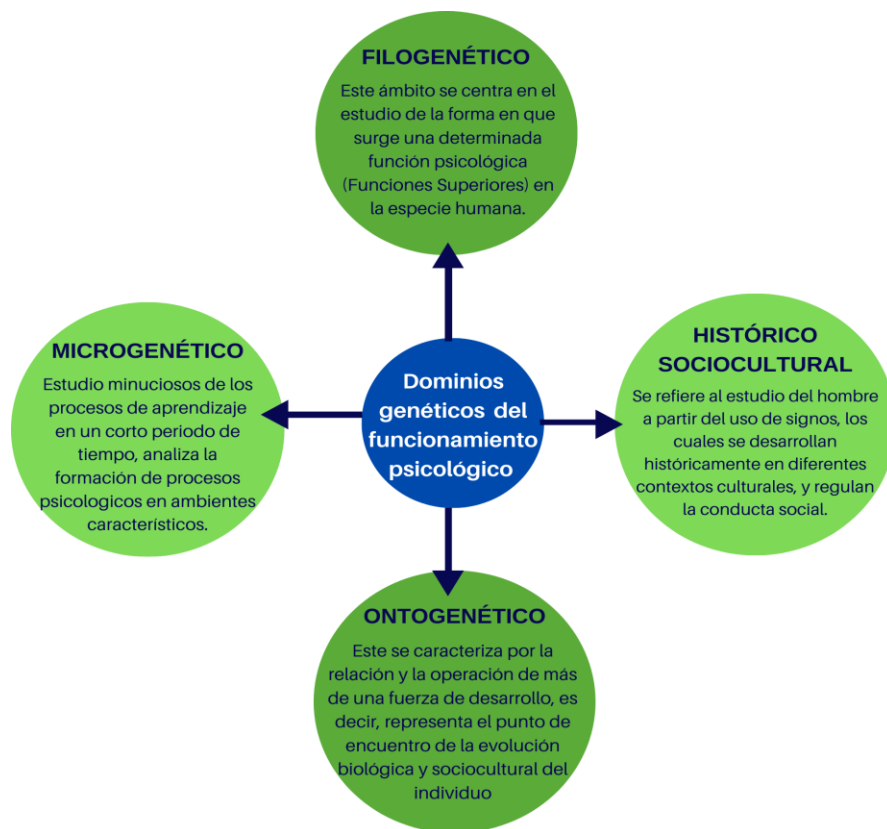 FILOGENÉTICO
Este ámbito se centra en el
estudio de la forma en que
surge una determinada
función psicológica
(Funciones Superiores) en
la especie humana.
MICROGENÉTICO
Estudio minuciosos de los
procesos de aprendizaje
en un corto periodo de
tiempo, analiza la
formación de procesos
psicologicos en ambientes
característicos.
Dominios
genéticos del
funcionamiento
psicológico
HISTÓRICO
SOCIOCULTURAL
Se refiere al estudio del hombre
a partir del uso de signos, los
cuales se desarrollan
históricamente en diferentes
contextos culturales, y regulan
la conducta social.
ONTOGENÉTICO
Este se caracteriza por la
relación y la operación de más
de una fuerza de desarrollo, es
decir, representa el punto de
encuentro de la evolución
biológica y sociocultural del
individuo